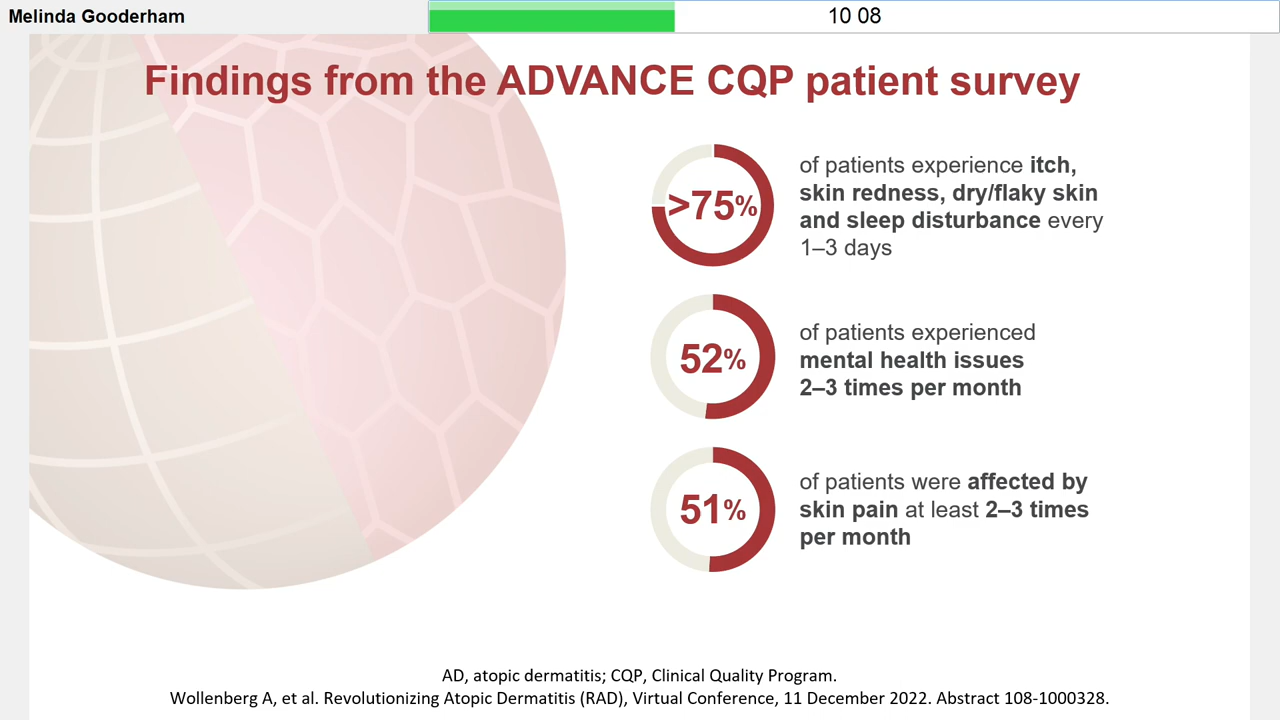 Melinda Gooderham
10 08
Findings from the ADVANCE CQP patient survey
>75%
of patients experience itch,
skin redness, dry/flaky skin
and sleep disturbance every
1–3 days
52%
of patients experienced
mental health issues
2–3 times per month
51%
of patients were affected by
skin pain at least 2–3 times
per month
AD, atopic dermatitis; CQP, Clinical Quality Program.
Wollenberg A, et al. Revolutionizing Atopic Dermatitis (RAD), Virtual Conference, 11 December 2022. Abstract 108-1000328.